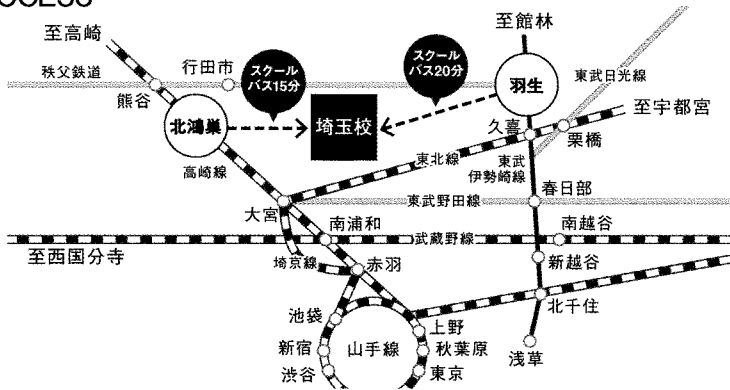 至館林
至高崎
スクール
バス20分
スクール
バス15分
秩父鉄道
行田市
羽生
東武日光線
熊谷
北鴻巣
埼玉校
久喜
栗橋
至宇都宮
高崎線
東北線
東武
伊勢崎線
大宮
東武野田線
春日部
南浦和
武蔵野線
南越谷
至西国分寺
埼京線
赤羽
新越谷
池袋
上野
北千住
新宿
山手線
秋葉原
浅草
渋谷
東京